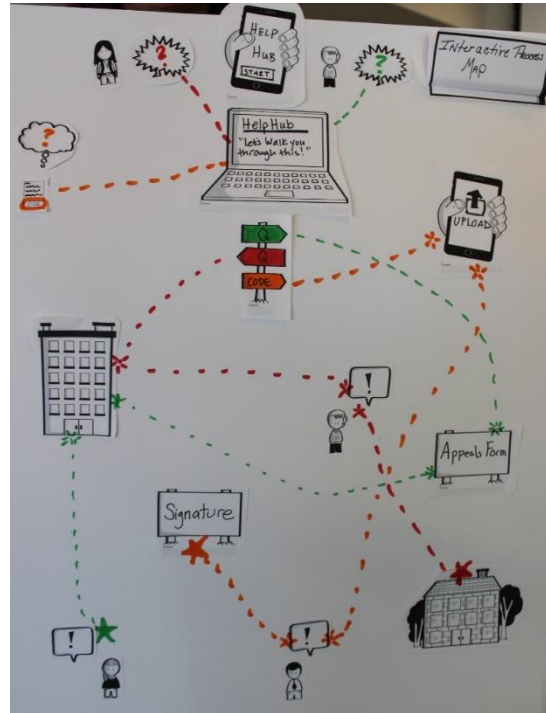 HELP
HUB
START
Interactive Process
Map
?
?
?
HelpHub
"Let's Walk you
through this!"
UPLOAD
Q
Q
CODE
!
Appeals Form
Signature
!
!